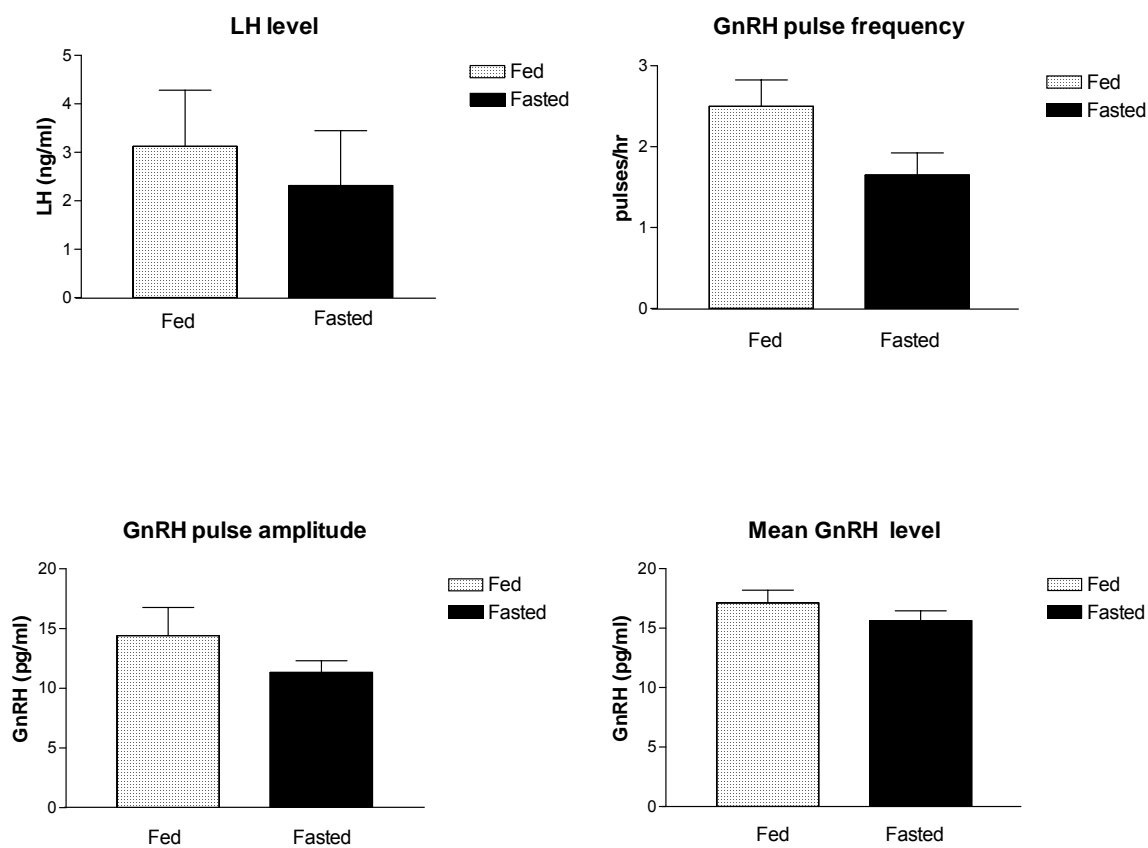 LH level
5
4
3
2
1
0
LH (ng/ml)
Fed
Fasted
Fed
Fasted
GnRH pulse frequency
3
2
1
0
pulses/hr
Fed
Fasted
Fed
Fasted
GnRH pulse amplitude
20
15
10
5
0
GnRH (pg/ml)
Fed
Fasted
Fed
Fasted
Mean GnRH level
20
15
10
5
0
GnRH (pg/ml)
Fed
Fasted
Fed
Fasted